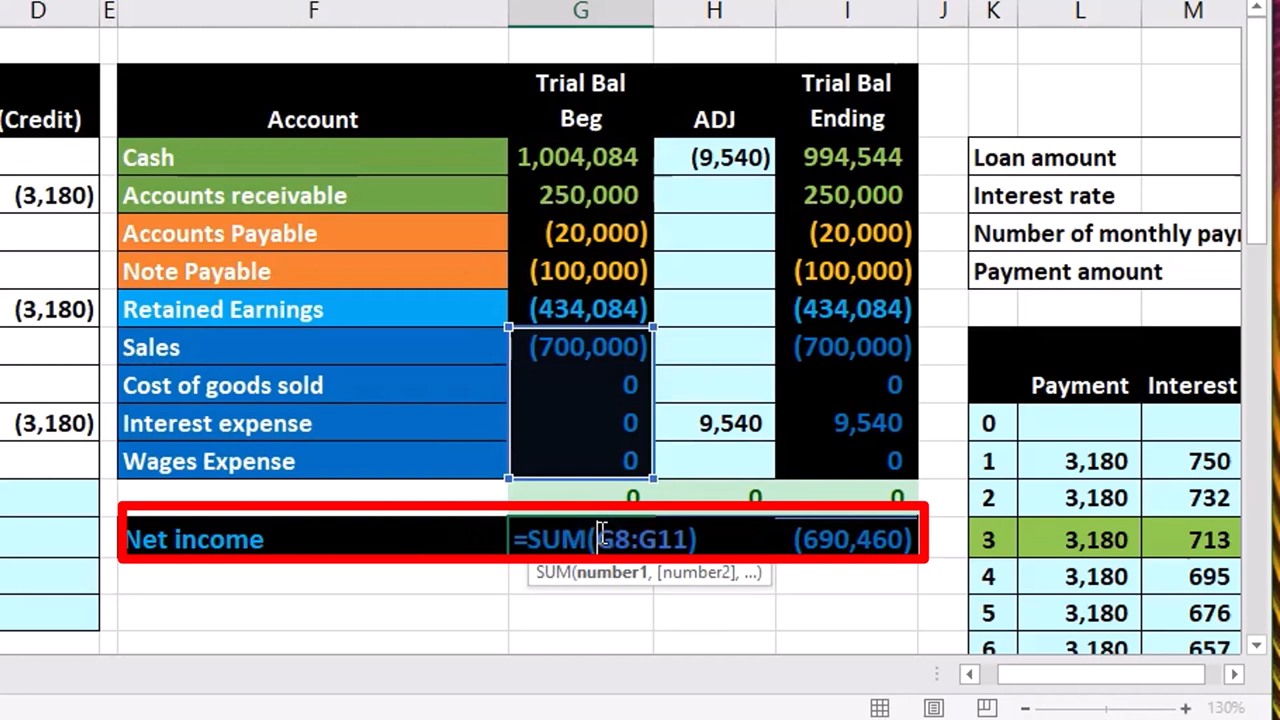 D E F G H I J K L M
(Credit) Account Trial Bal Beg ADJ Trial Bal Ending
Cash 1,004,084 (9,540) 994,544 Loan amount
(3,180) Accounts receivable 250,000 250,000 Interest rate
Accounts Payable (20,000) (20,000) Number of monthly pay
Note Payable (100,000) (100,000) Payment amount
(3,180) Retained Earnings (434,084) (434,084)
Sales (700,000) (700,000)
Cost of goods sold 0 0 Payment Interest
(3,180) Interest expense 0 9,540 9,540 0
Wages Expense 0 0 1 3,180 750
0 0 0 2 3,180 732
Net income =SUM(G8:G11) (690,460) 3 3,180 713
SUM(number1, [number2], ...) 4 3,180 695
5 3,180 676
6 3,180 657
130%